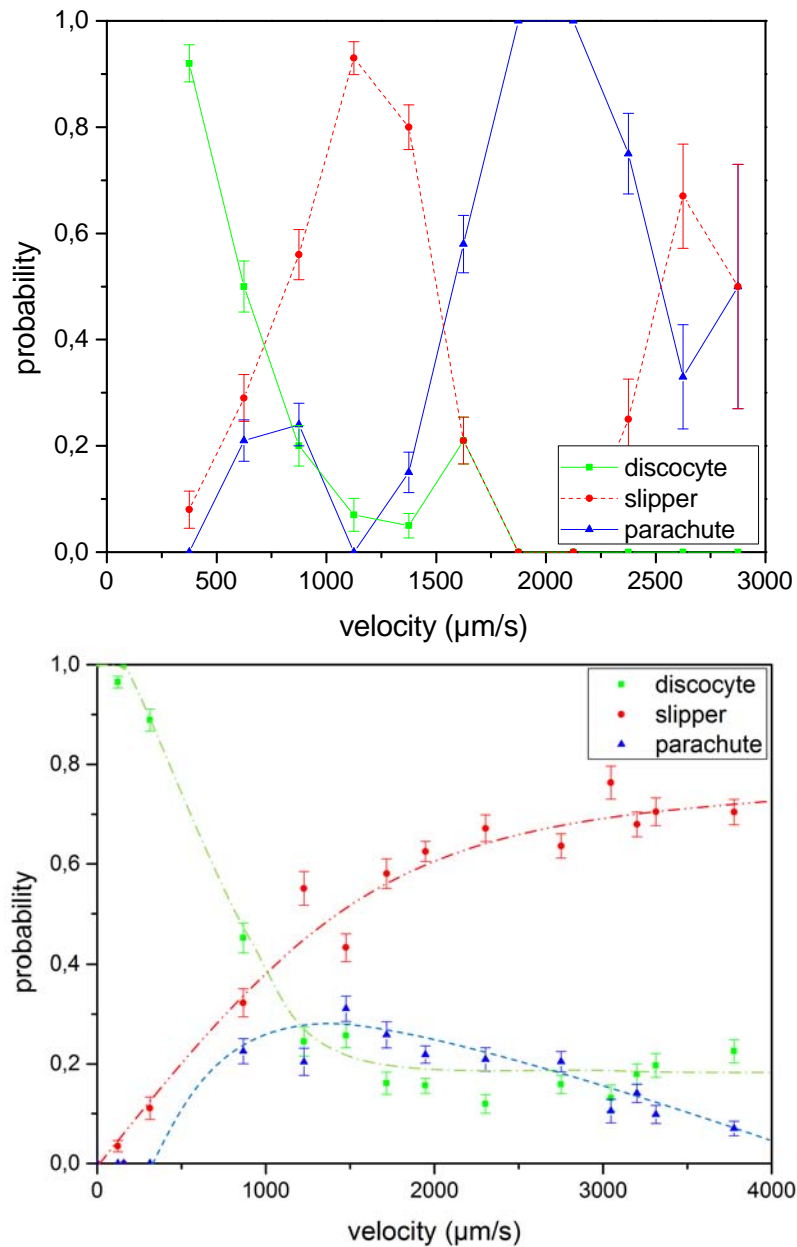 1,0
0,8
0,6
0,4
0,2
0,0
probability
discocyte
slipper
parachute
0 500 1000 1500 2000 2500 3000
velocity (µm/s)
1,0
0,8
0,6
0,4
0,2
0,0
probability
discocyte
slipper
parachute
0 1000 2000 3000 4000
velocity (µm/s)